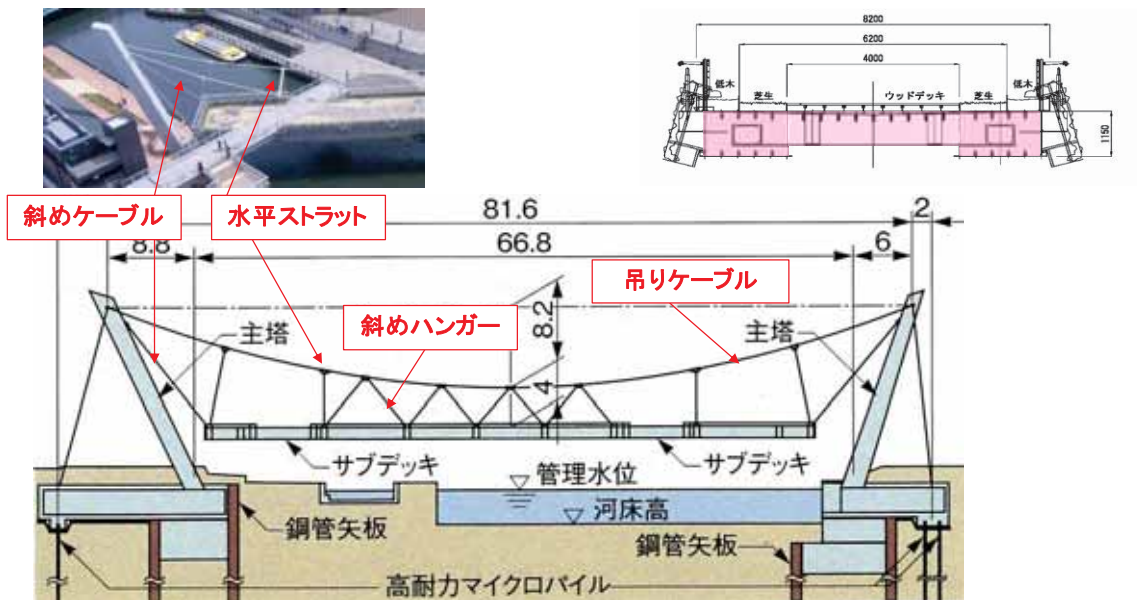 8200
6200
4000
低木
芝生
ウッドデッキ
芝生
低木
1150
斜めケーブル
水平ストラット
81.6
2
8.8
66.8
6
吊りケーブル
8.2
斜めハンガー
主塔
主塔
4
サブデッキ
サブデッキ
管理水位
河床高
鋼管矢板
鋼管矢板
高耐力マイクロパイル